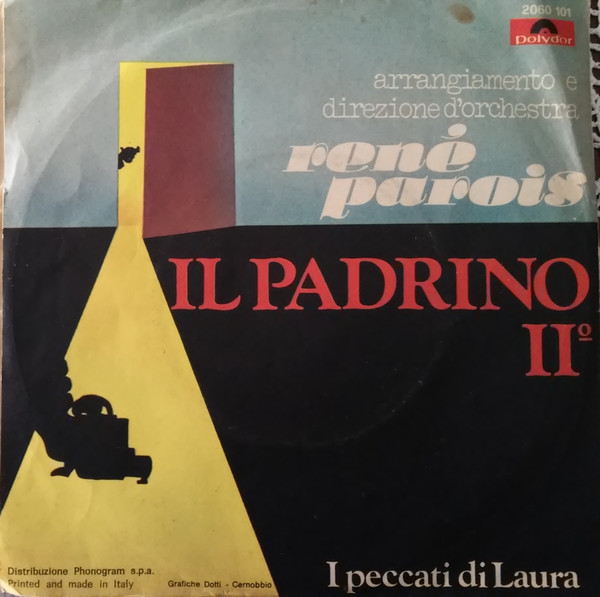 2060 101
polydor
arrangiamento e
direzione d'orchestra
renè
parois
IL PADRINO
IIº
I peccati di Laura
Distribuzione Phonogram s.p.a.
Printed and made in Italy
Grafiche Dotti - Cernobbio